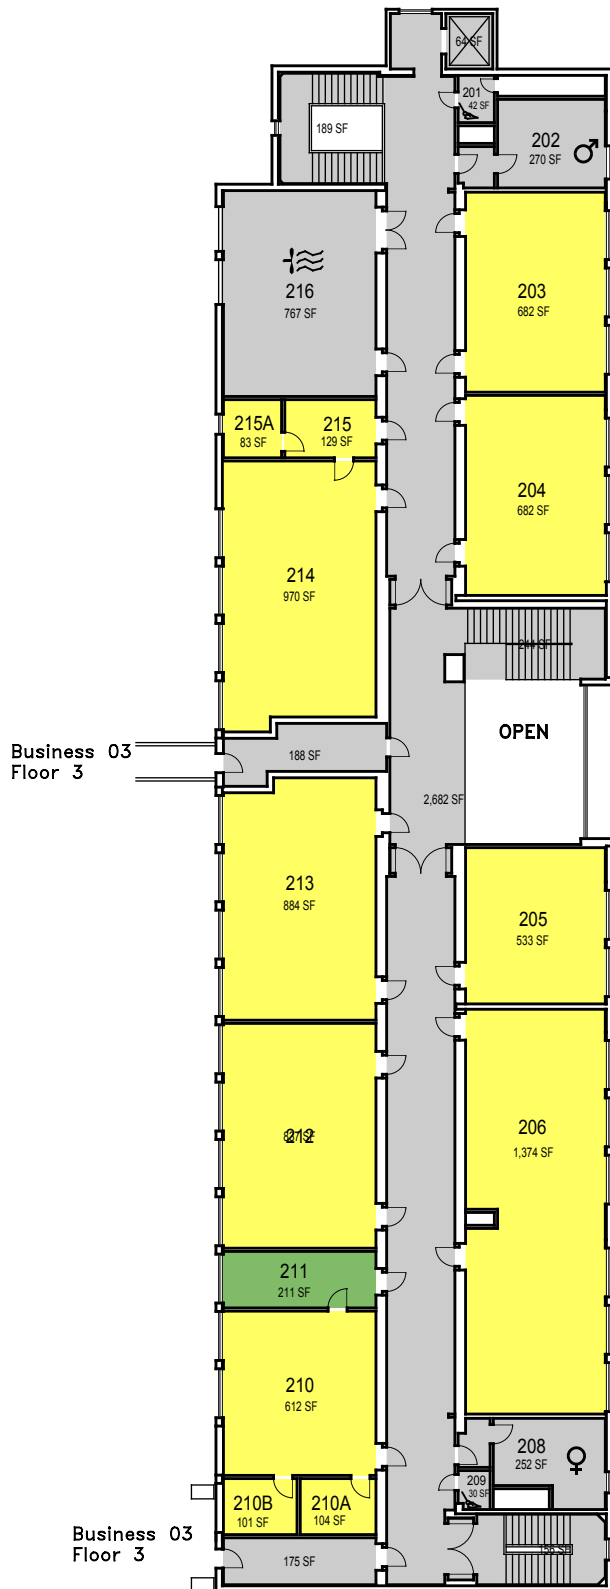 64 SF
201
42 SF
189 SF
202
270 SF
216
767 SF
203
682 SF
215A
83 SF
215
129 SF
204
682 SF
214
970 SF
244 SF
OPEN
Business 03
Floor 3
188 SF
2,682 SF
213
884 SF
205
533 SF
212
206
1,374 SF
211
211 SF
210
612 SF
208
252 SF
209
30 SF
210B
101 SF
210A
104 SF
Business 03
Floor 3
175 SF